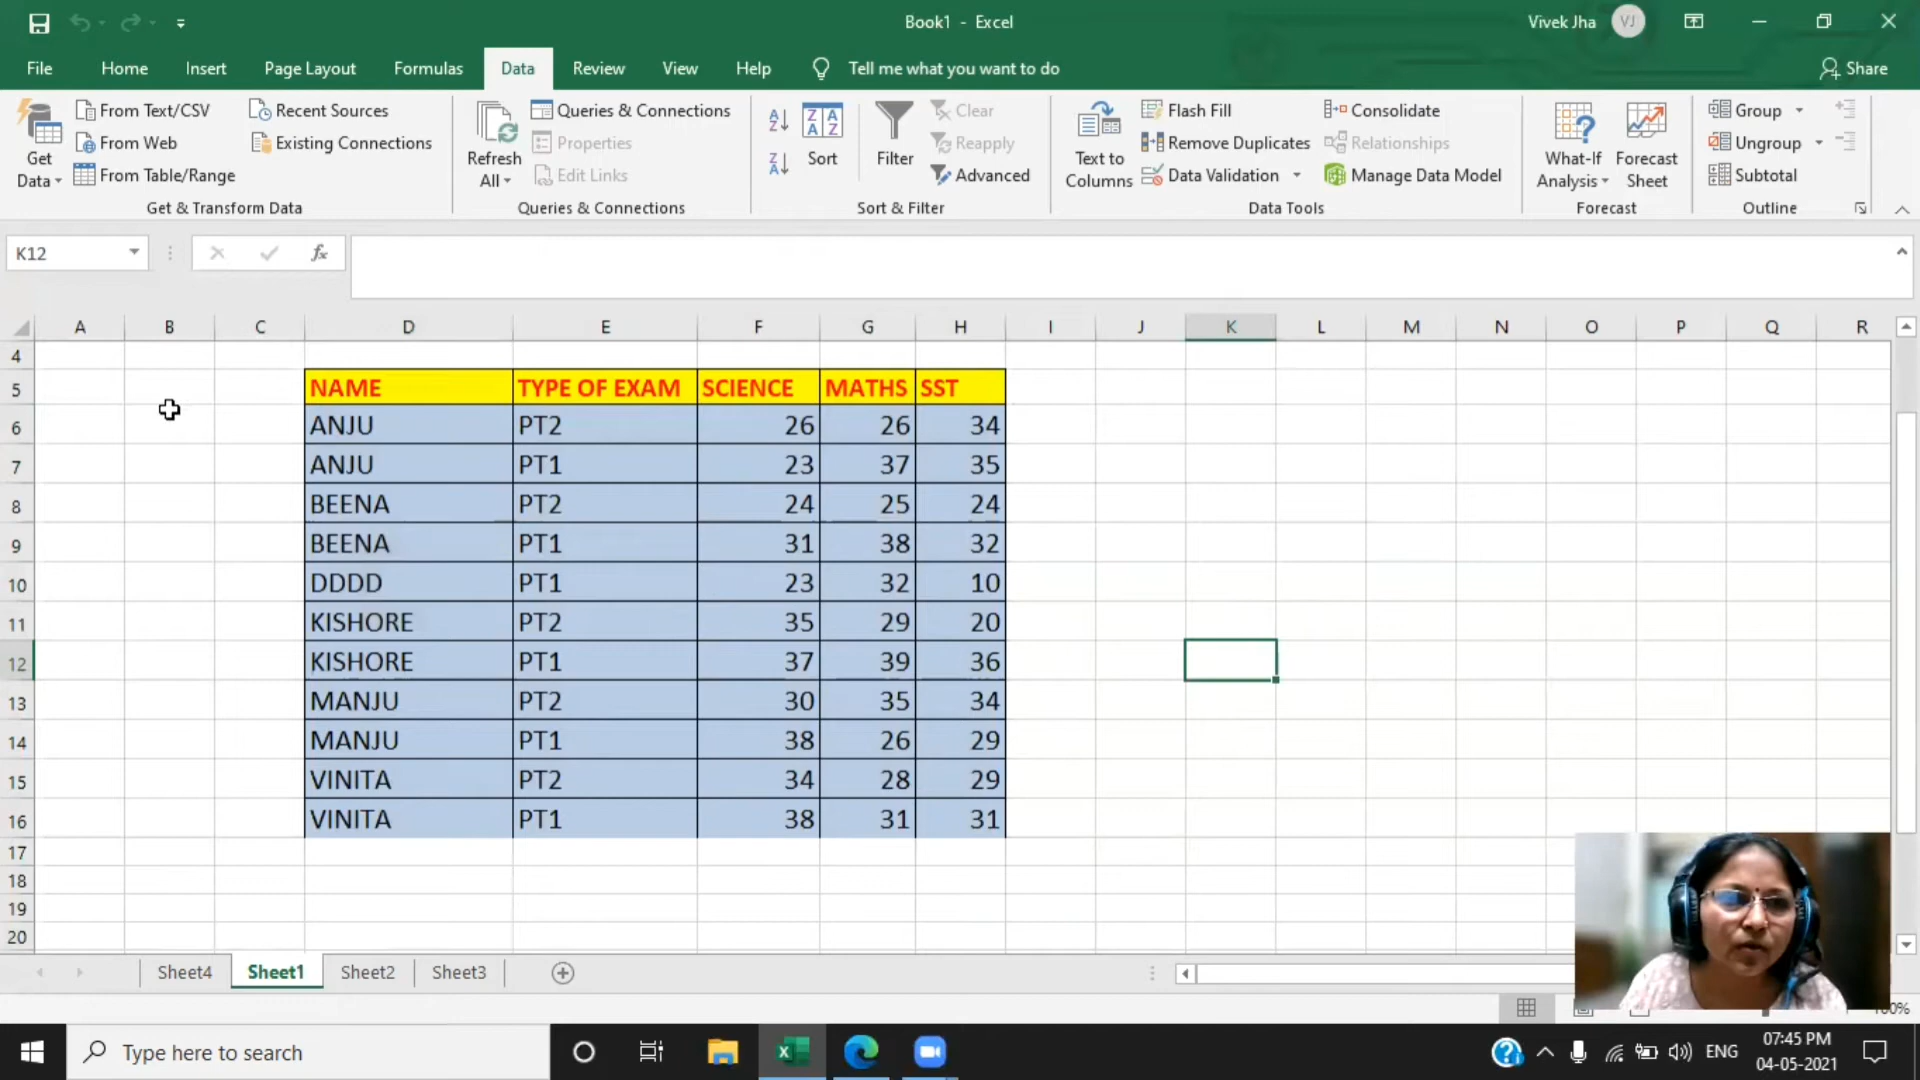 Book1 - Excel
Vivek Jha
VJ
File Home Insert Page Layout Formulas Data Review View Help Tell me what you want to do Share
Get Data
From Text/CSV
From Web
From Table/Range
Recent Sources
Existing Connections
Get & Transform Data
Refresh All
Queries & Connections
Properties
Edit Links
Queries & Connections
Sort
Filter
Clear
Reapply
Advanced
Sort & Filter
Text to Columns
Flash Fill
Remove Duplicates
Data Validation
Consolidate
Relationships
Manage Data Model
Data Tools
What-If Analysis
Forecast Sheet
Forecast
Group
Ungroup
Subtotal
Outline
K12
fx
A B C D E F G H I J K L M N O P Q R
4
5 NAME TYPE OF EXAM SCIENCE MATHS SST
6 ANJU PT2 26 26 34
7 ANJU PT1 23 37 35
8 BEENA PT2 24 25 24
9 BEENA PT1 31 38 32
10 DDDD PT1 23 32 10
11 KISHORE PT2 35 29 20
12 KISHORE PT1 37 39 36
13 MANJU PT2 30 35 34
14 MANJU PT1 38 26 29
15 VINITA PT2 34 28 29
16 VINITA PT1 38 31 31
17
18
19
20
Sheet4 Sheet1 Sheet2 Sheet3
Type here to search
ENG
07:45 PM
04-05-2021